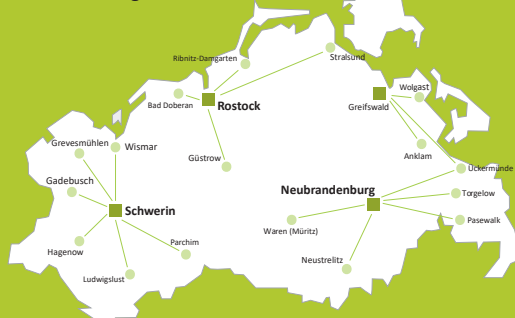 Ribnitz-Damgarten
Stralsund
Bad Doberan
Rostock
Wolgast
Greifswald
Grevesmühlen
Wismar
Güstrow
Anklam
Ückermünde
Gadebusch
Neubrandenburg
Torgelow
Schwerin
Pasewalk
Waren (Müritz)
Parchim
Hagenow
Neustrelitz
Ludwigslust